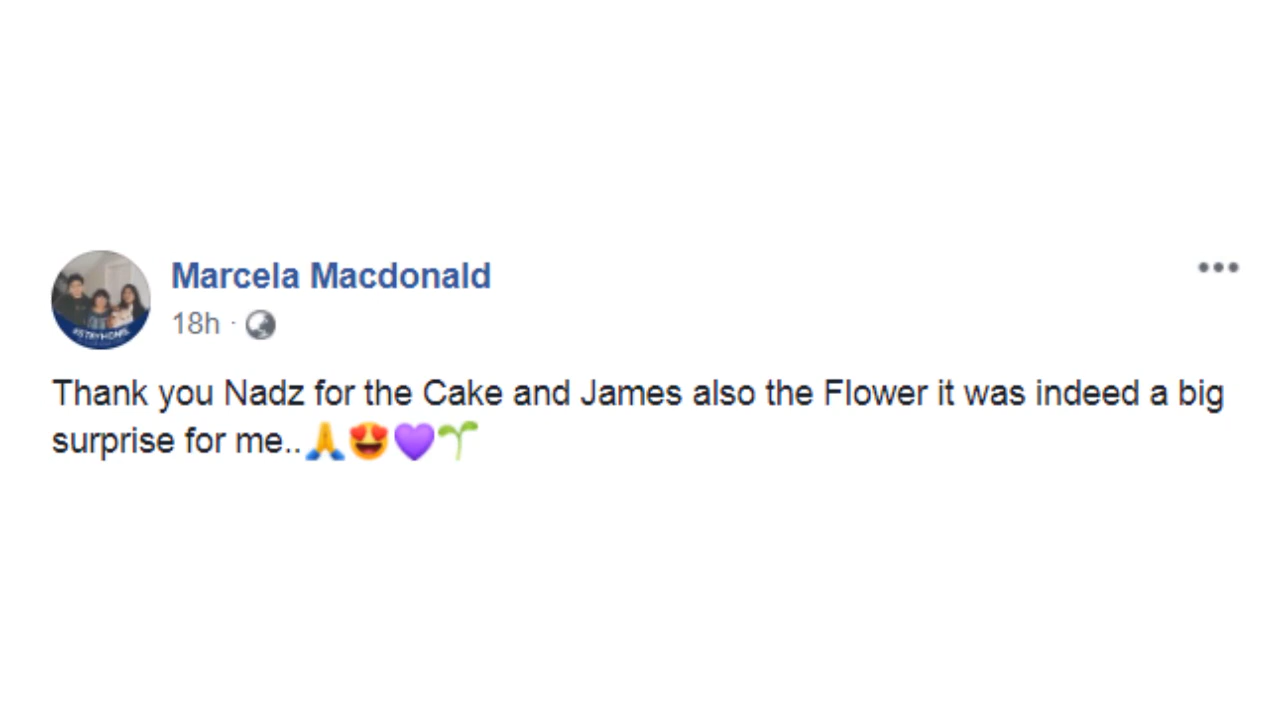 Marcela Macdonald
18h ·
Thank you Nadz for the Cake and James also the Flower it was indeed a big
surprise for me..🙏😍💜🌱
#STAYHOME